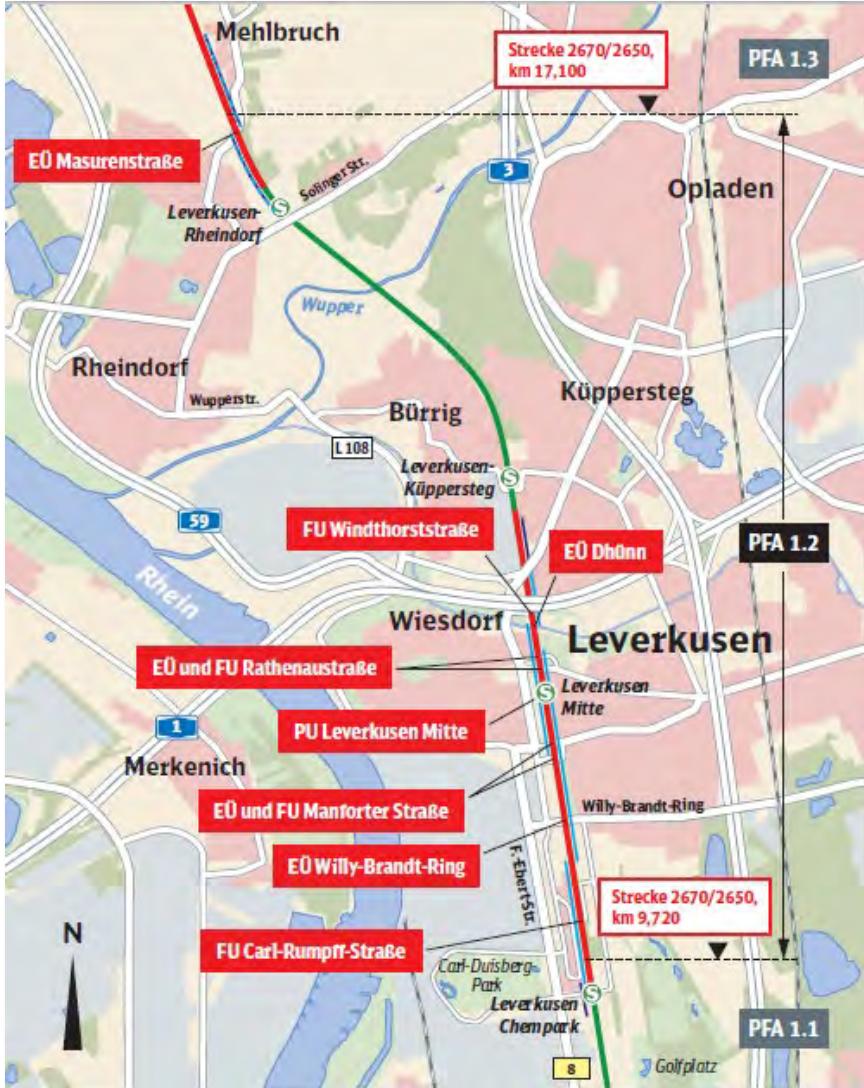 Mehlbruch
Strecke 2670/2650,
km 17,100
PFA 1.3
EÜ Masurenstraße
Solinger Str.
3
Opladen
Leverkusen-
Rheindorf
S
Wupper
Rheindorf
Wupperstr.
Bürrig
Küppersteg
L 108
Leverkusen-
Küppersteg
S
59
FU Windthorststraße
EÜ Dhünn
PFA 1.2
Rhein
Wiesdorf
Leverkusen
EÜ und FU Rathenaustraße
S
Leverkusen
Mitte
PU Leverkusen Mitte
1
Merkenich
EÜ und FU Manforter Straße
Willy-Brandt-Ring
EÜ Willy-Brandt-Ring
F.-Ebert-Str.
Strecke 2670/2650,
km 9,720
N
FU Carl-Rumpff-Straße
Carl-Duisberg-
Park
Leverkusen
Chempark
S
PFA 1.1
8
Golfplatz